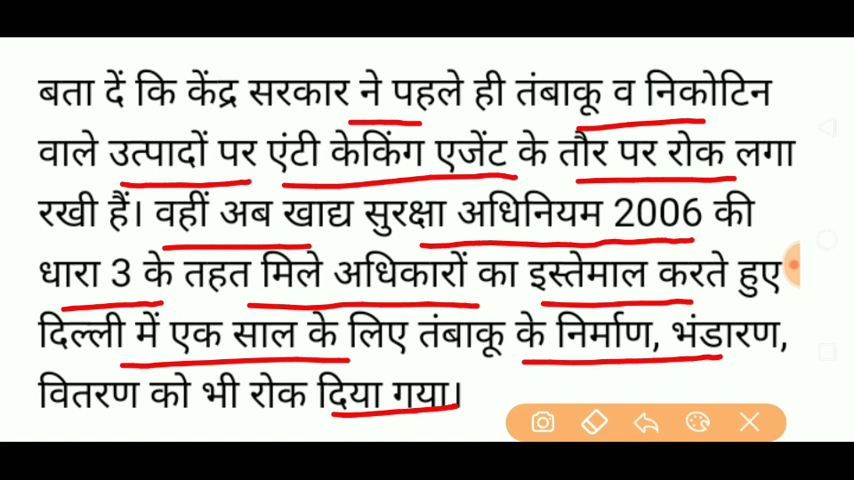 बता दें कि केंद्र सरकार ने पहले ही तंबाकू व निकोटिन
वाले उत्पादों पर एंटी केकिंग एजेंट के तौर पर रोक लगा
रखी हैं। वहीं अब खाद्य सुरक्षा अधिनियम 2006 की
धारा 3 के तहत मिले अधिकारों का इस्तेमाल करते हुए
दिल्ली में एक साल के लिए तंबाकू के निर्माण, भंडारण,
वितरण को भी रोक दिया गया।